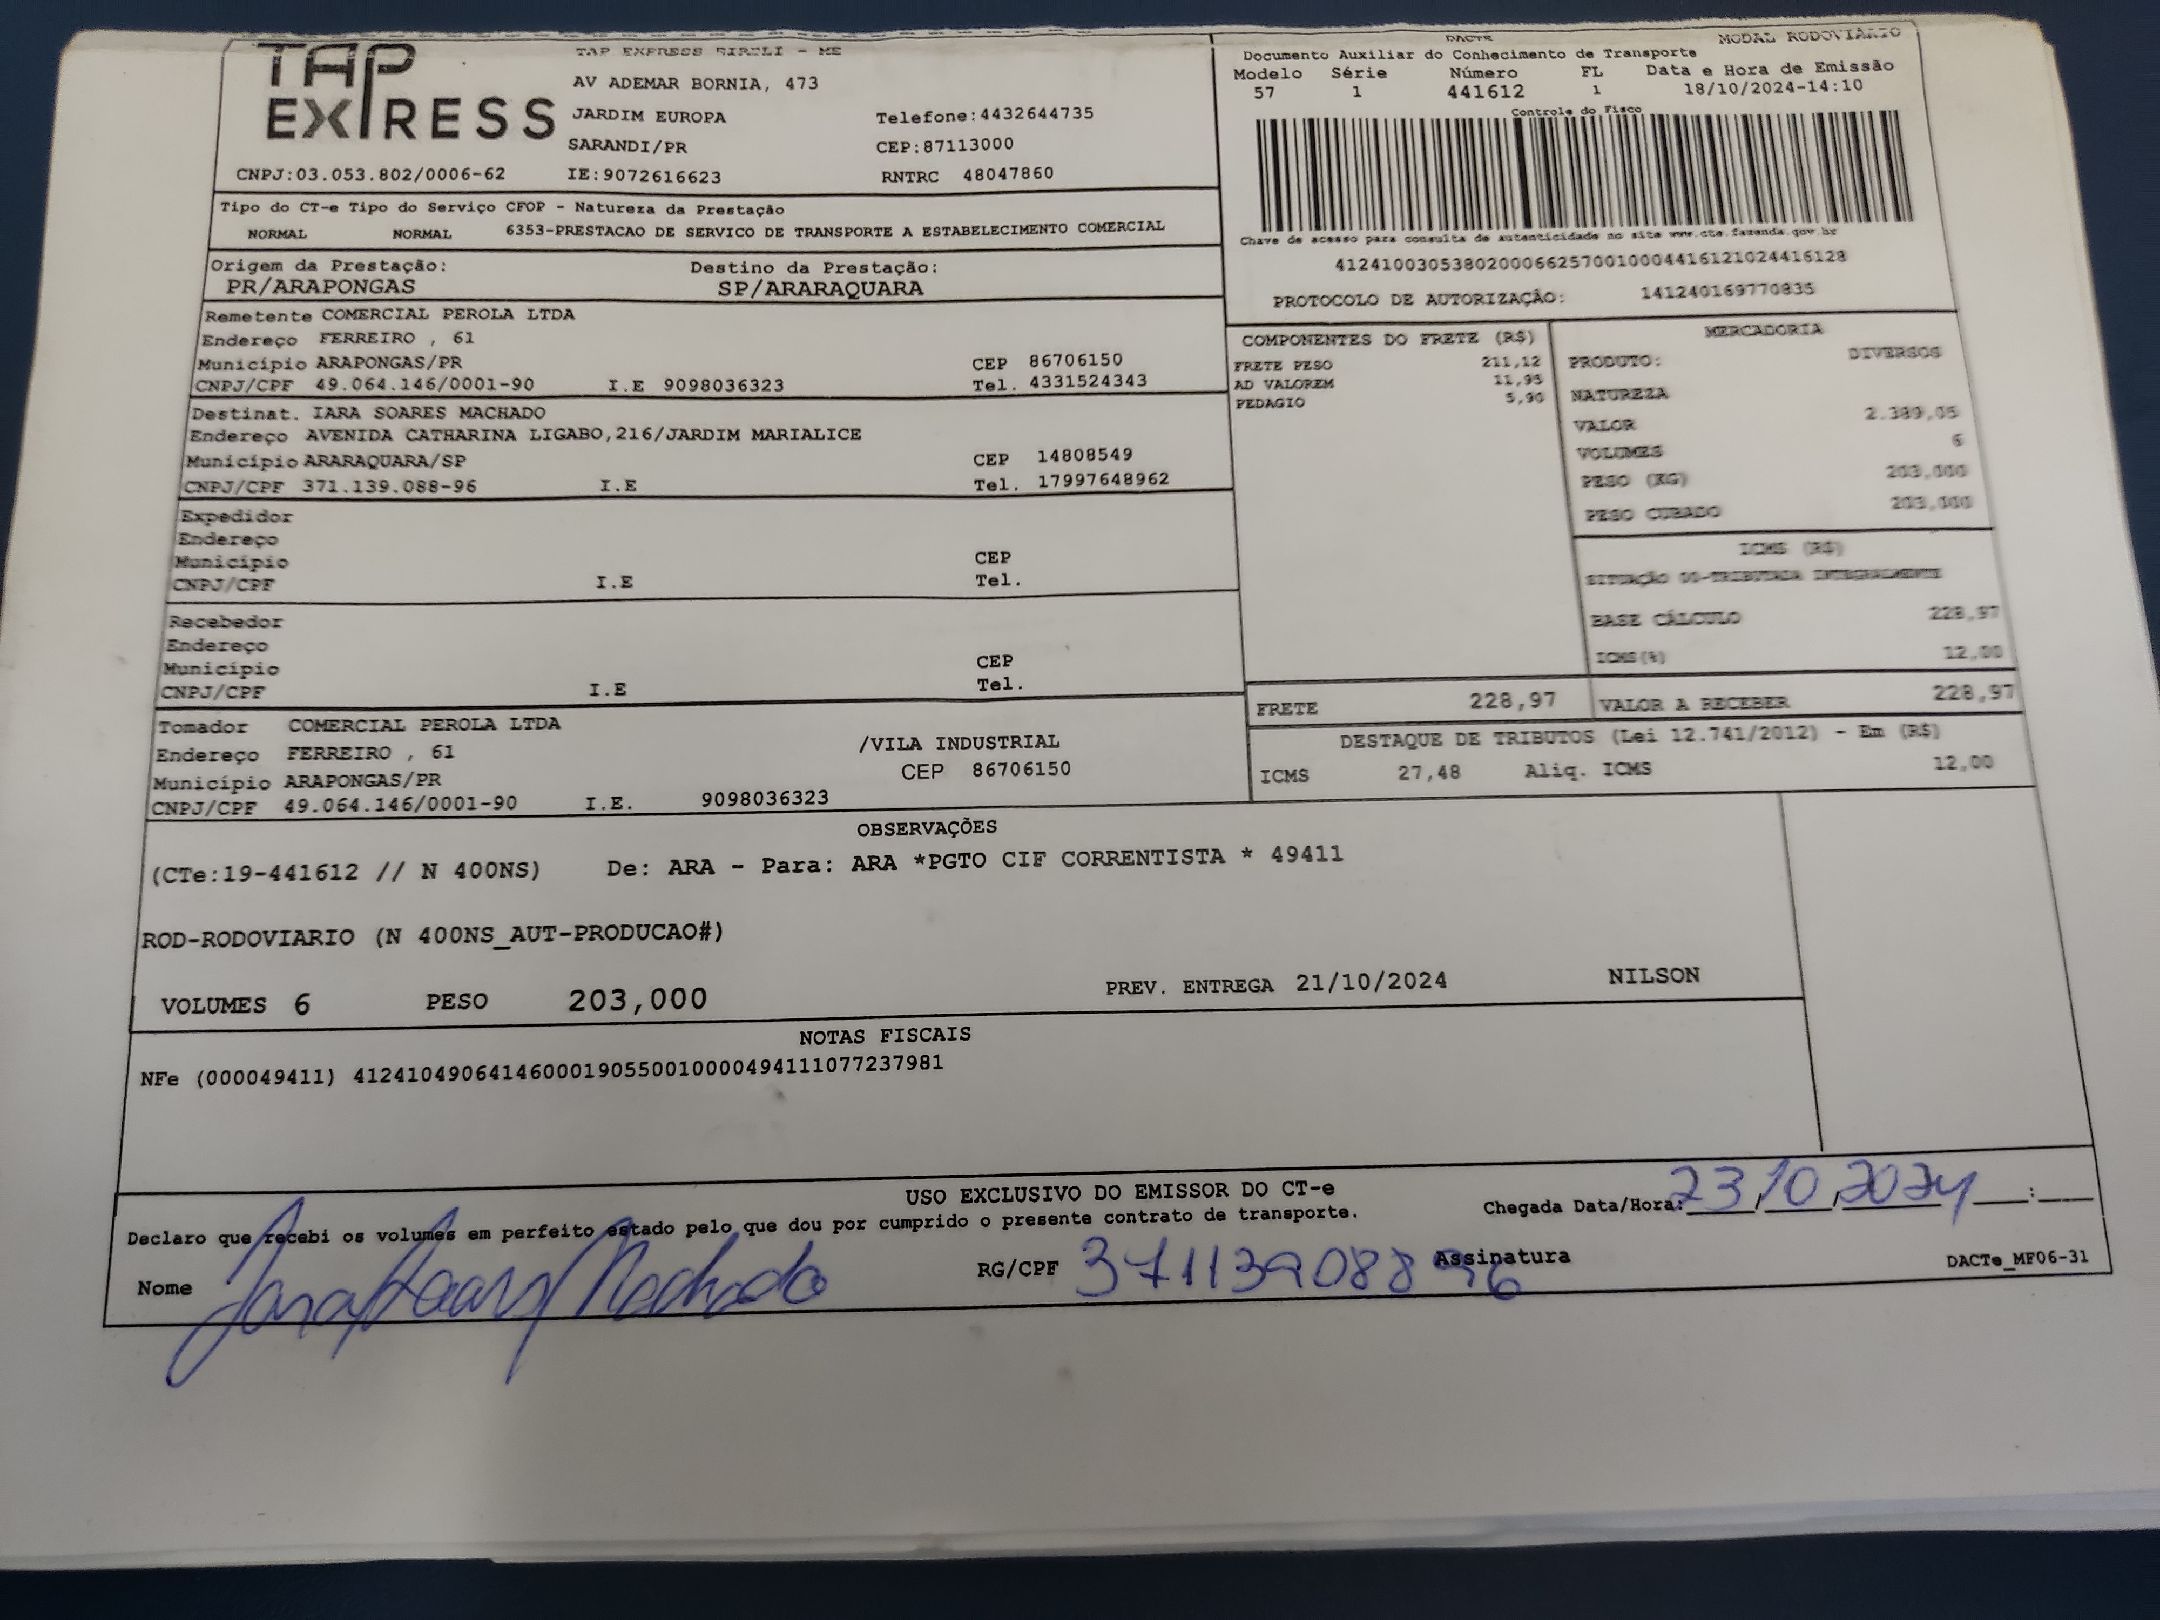 TAP EXPRESS
TAP EXPRESS EIRELI - ME
AV ADEMAR BORNIA, 473
JARDIM EUROPA Telefone:4432644735
SARANDI/PR CEP:87113000
CNPJ:03.053.802/0006-62 IE:9072616623 RNTRC 48047860
DACTE MODAL RODOVIARIO
Documento Auxiliar do Conhecimento de Transporte
Modelo Série Número FL Data e Hora de Emissão
57 1 441612 1 18/10/2024-14:10
Controle do Fisco
Chave de acesso para consulta de autenticidade no site www.cte.fazenda.gov.br
41241003053802000662570010004416121024416128
PROTOCOLO DE AUTORIZAÇÃO: 141240169770835
Tipo do CT-e Tipo do Serviço CFOP - Natureza da Prestação
NORMAL NORMAL 6353-PRESTACAO DE SERVICO DE TRANSPORTE A ESTABELECIMENTO COMERCIAL
Origem da Prestação: Destino da Prestação:
PR/ARAPONGAS SP/ARARAQUARA
Remetente COMERCIAL PEROLA LTDA
Endereço FERREIRO , 61
Município ARAPONGAS/PR CEP 86706150
CNPJ/CPF 49.064.146/0001-90 I.E 9098036323 Tel. 4331524343
Destinat. IARA SOARES MACHADO
Endereço AVENIDA CATHARINA LIGABO,216/JARDIM MARIALICE
Município ARARAQUARA/SP CEP 14808549
CNPJ/CPF 371.139.088-96 I.E Tel. 17997648962
Expedidor
Endereço
Município CEP
CNPJ/CPF I.E Tel.
Recebedor
Endereço
Município CEP
CNPJ/CPF I.E Tel.
Tomador COMERCIAL PEROLA LTDA
Endereço FERREIRO , 61 /VILA INDUSTRIAL
Município ARAPONGAS/PR CEP 86706150
CNPJ/CPF 49.064.146/0001-90 I.E. 9098036323
COMPONENTES DO FRETE (R$)
FRETE PESO 211,12
AD VALOREM 11,95
PEDAGIO 5,90
MERCADORIA
PRODUTO: DIVERSOS
NATUREZA
VALOR 2.389,05
VOLUMES 6
PESO (KG) 203,000
PESO CUBADO 203,000
ICMS (R$)
SITUAÇÃO 00-TRIBUTADA INTEGRALMENTE
BASE CÁLCULO 228,97
ICMS(%) 12,00
FRETE 228,97 VALOR A RECEBER 228,97
DESTAQUE DE TRIBUTOS (Lei 12.741/2012) - Em (R$)
ICMS 27,48 Aliq. ICMS 12,00
OBSERVAÇÕES
(CTe:19-441612 // N 400NS) De: ARA - Para: ARA *PGTO CIF CORRENTISTA * 49411
ROD-RODOVIARIO (N 400NS_AUT-PRODUCAO#)
VOLUMES 6 PESO 203,000 PREV. ENTREGA 21/10/2024 NILSON
NOTAS FISCAIS
NFe (000049411) 41241049064146000190550010000494111077237981
USO EXCLUSIVO DO EMISSOR DO CT-e
Declaro que recebi os volumes em perfeito estado pelo que dou por cumprido o presente contrato de transporte. Chegada Data/Hora: 23/10/2024 :
Nome Iara Soares Machado RG/CPF 37113908896 Assinatura DACTe_MF06-31